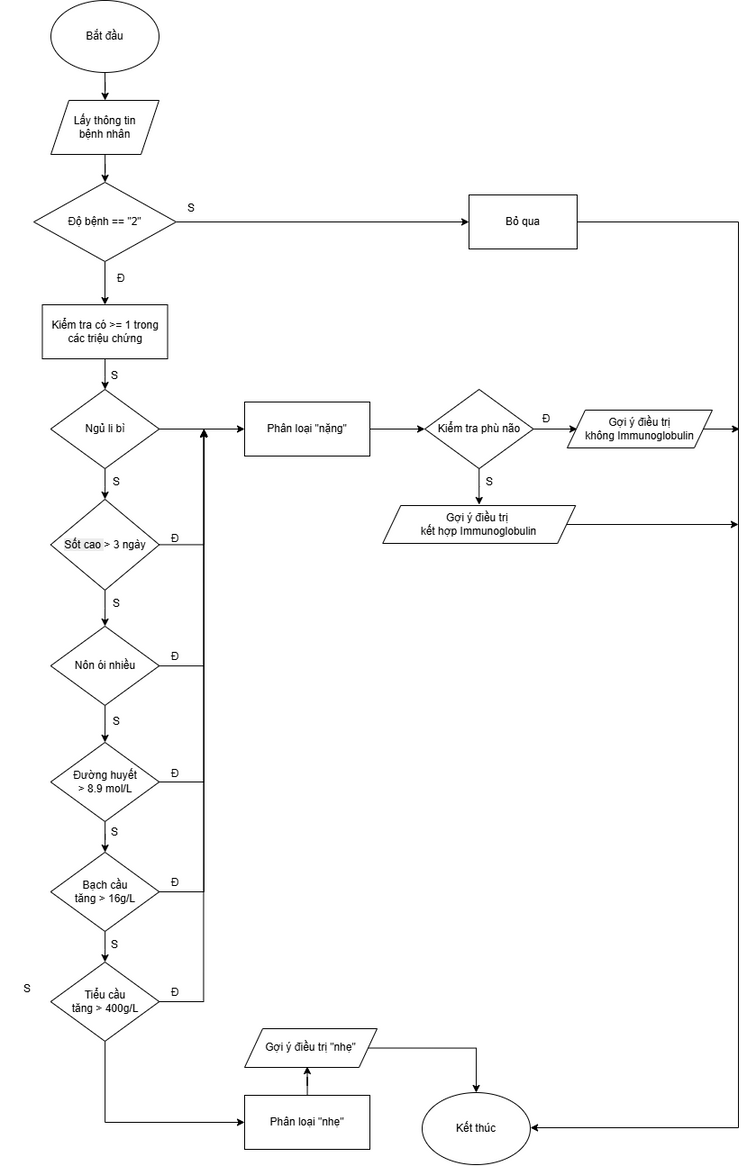 Bắt đầu
Lấy thông tin
bệnh nhân
Độ bệnh == "2"
S
Bỏ qua
Đ
Kiểm tra có >= 1 trong
các triệu chứng
S
Ngủ li bì
Phân loại "nặng"
Kiểm tra phù não
Đ
Gợi ý điều trị
không Immunoglobulin
S
S
Gợi ý điều trị
kết hợp Immunoglobulin
Sốt cao > 3 ngày
Đ
S
Nôn ói nhiều
Đ
S
Đường huyết
> 8.9 mol/L
Đ
S
Bạch cầu
tăng > 16g/L
Đ
S
S
Tiểu cầu
tăng > 400g/L
Đ
Gợi ý điều trị "nhẹ"
Phân loại "nhẹ"
Kết thúc